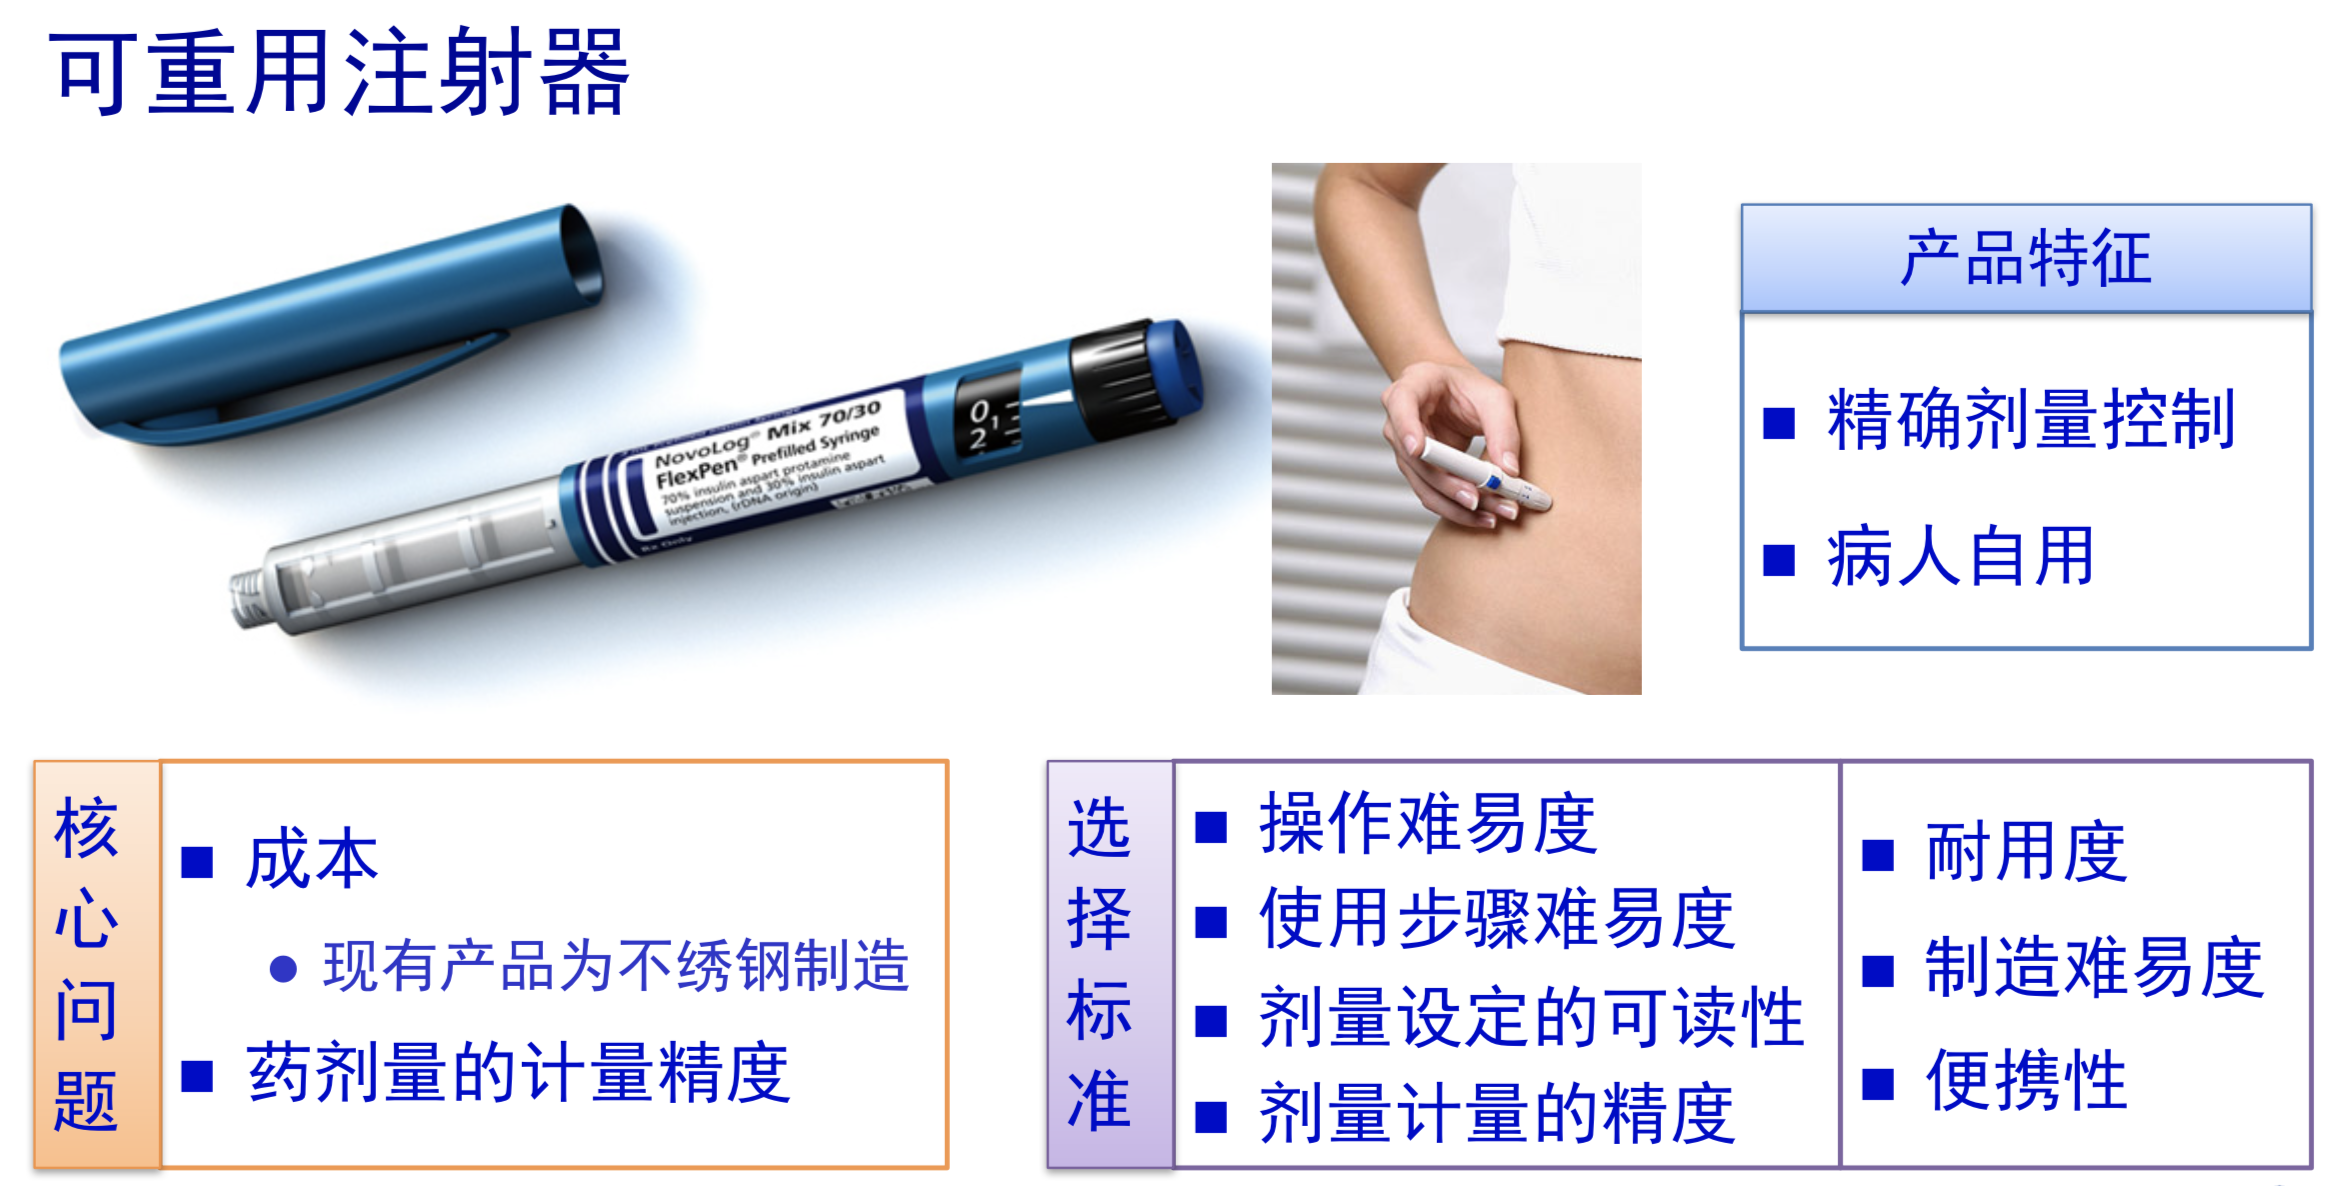 可重用注射器
NovoLog® Mix 70/30
FlexPen® Prefilled Syringe
70% insulin aspart protamine
suspension and 30% insulin aspart
injection, (rDNA origin)
Rx Only
0
1
2
产品特征
■ 精确剂量控制
■ 病人自用
核心问题
■ 成本
● 现有产品为不绣钢制造
■ 药剂量的计量精度
选择标准
■ 操作难易度
■ 使用步骤难易度
■ 剂量设定的可读性
■ 剂量计量的精度
■ 耐用度
■ 制造难易度
■ 便携性